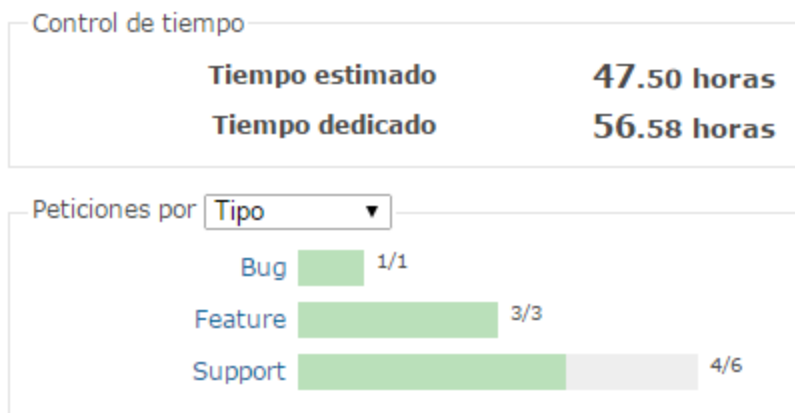 Control de tiempo
Tiempo estimado 47.50 horas
Tiempo dedicado 56.58 horas
Peticiones por Tipo
Bug 1/1
Feature 3/3
Support 4/6